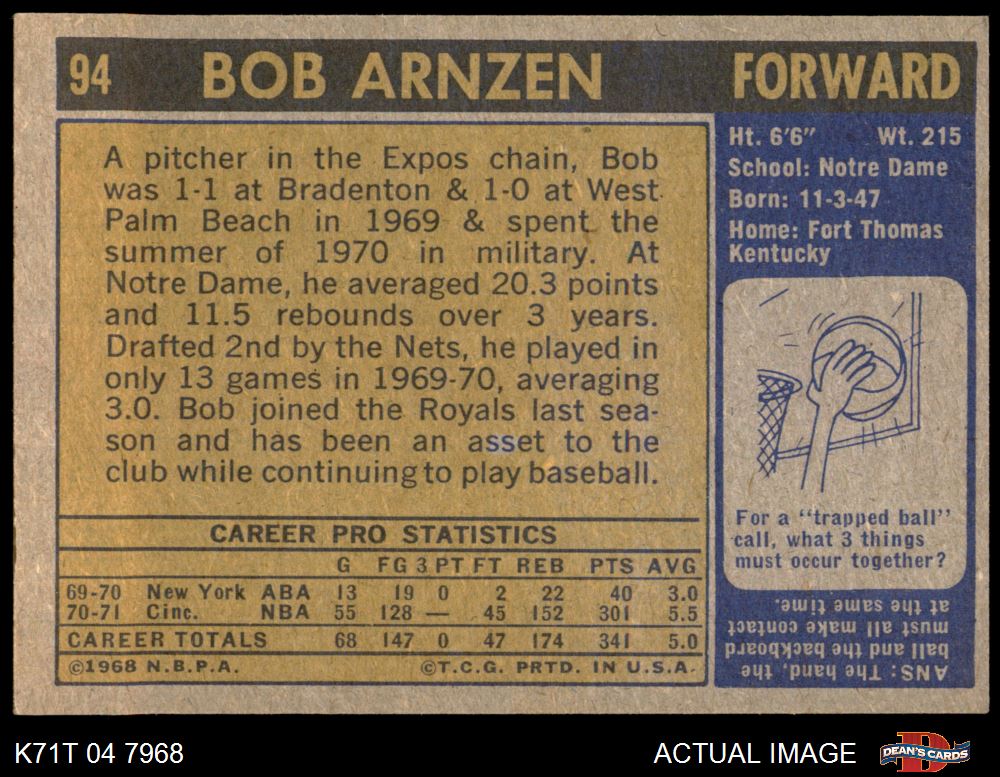 94 BOB ARNZEN FORWARD
A pitcher in the Expos chain, Bob
was 1-1 at Bradenton & 1-0 at West
Palm Beach in 1969 & spent the
summer of 1970 in military. At
Notre Dame, he averaged 20.3 points
and 11.5 rebounds over 3 years.
Drafted 2nd by the Nets, he played in
only 13 games in 1969-70, averaging
3.0. Bob joined the Royals last sea-
son and has been an asset to the
club while continuing to play baseball.
CAREER PRO STATISTICS
G FG 3 PT FT REB PTS AVG
69-70 New York ABA 13 19 0 2 22 40 3.0
70-71 Cinc. NBA 55 128 — 45 152 301 5.5
CAREER TOTALS 68 147 0 47 174 341 5.0
©1968 N.B.P.A. ©T.C.G. PRTD. IN U.S.A.
Ht. 6'6" Wt. 215
School: Notre Dame
Born: 11-3-47
Home: Fort Thomas
Kentucky
For a "trapped ball"
call, what 3 things
must occur together?
ANS: The hand, the
ball and the backboard
must all make contact
at the same time.
K71T 04 7968 ACTUAL IMAGE DEAN'S CARDS